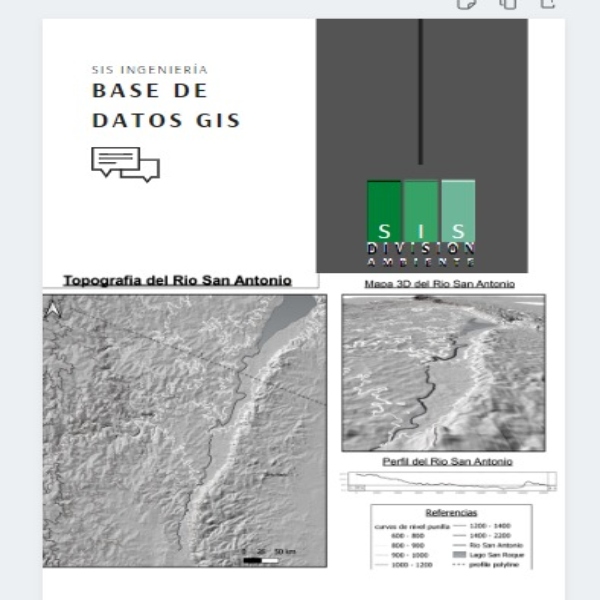 SIS INGENIERÍA
BASE DE
DATOS GIS
S I S
DIVISION
AMBIENTE
Topografia del Rio San Antonio
Mapa 3D del Rio San Antonio
0 25 50 km
Perfil del Rio San Antonio
Referencias
curvas de nivel punilla
600 - 800
800 - 900
900 - 1000
1000 - 1200
1200 - 1400
1400 - 2200
Rio San Antonio
Lago San Roque
profile polyline